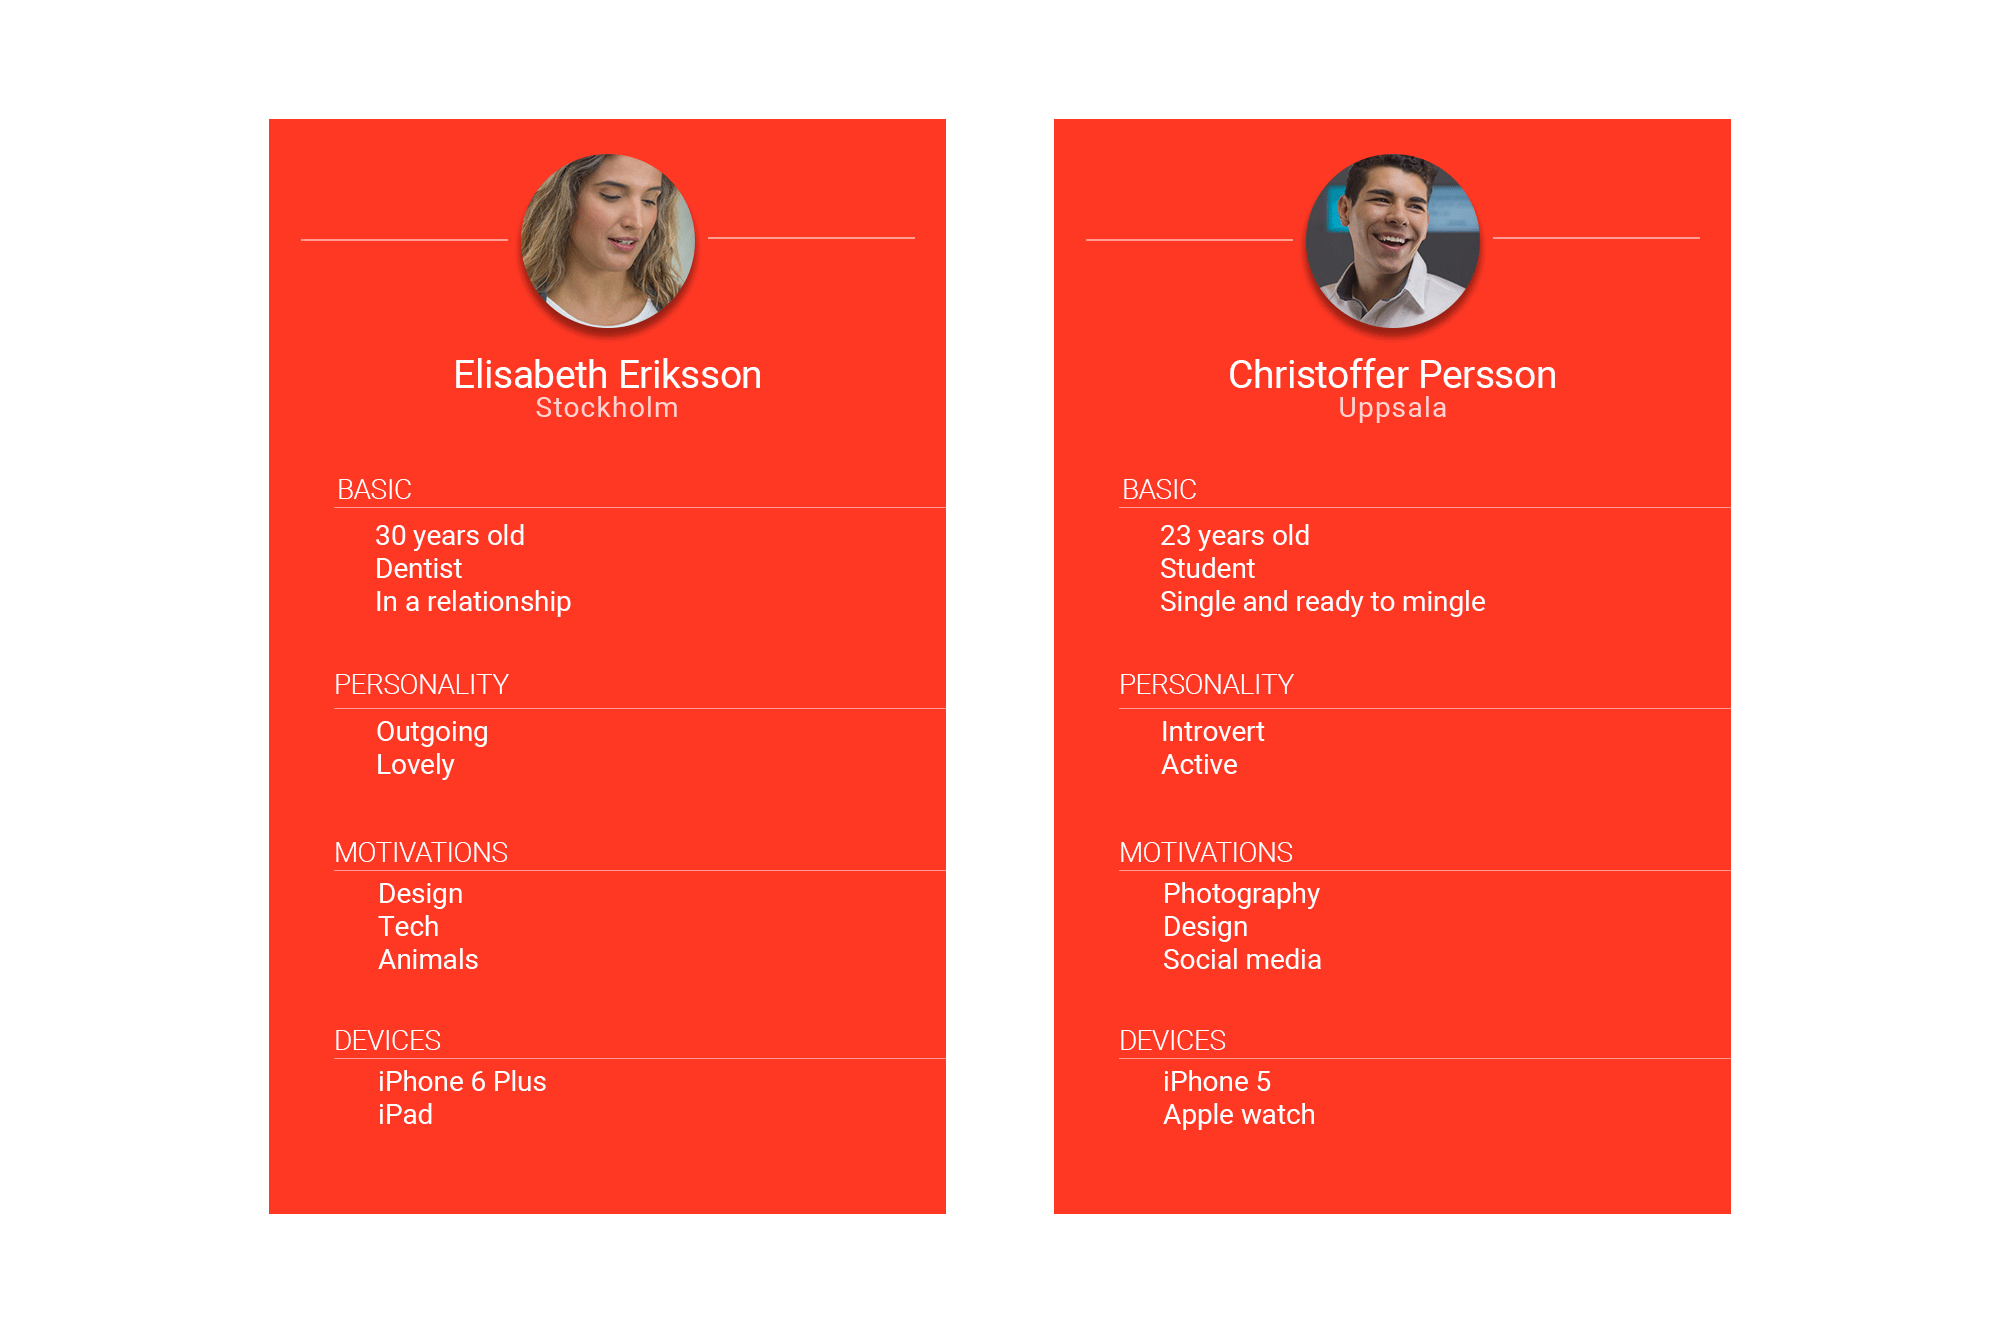 Elisabeth Eriksson
Stockholm
BASIC
30 years old
Dentist
In a relationship
PERSONALITY
Outgoing
Lovely
MOTIVATIONS
Design
Tech
Animals
DEVICES
iPhone 6 Plus
iPad
Christoffer Persson
Uppsala
BASIC
23 years old
Student
Single and ready to mingle
PERSONALITY
Introvert
Active
MOTIVATIONS
Photography
Design
Social media
DEVICES
iPhone 5
Apple watch